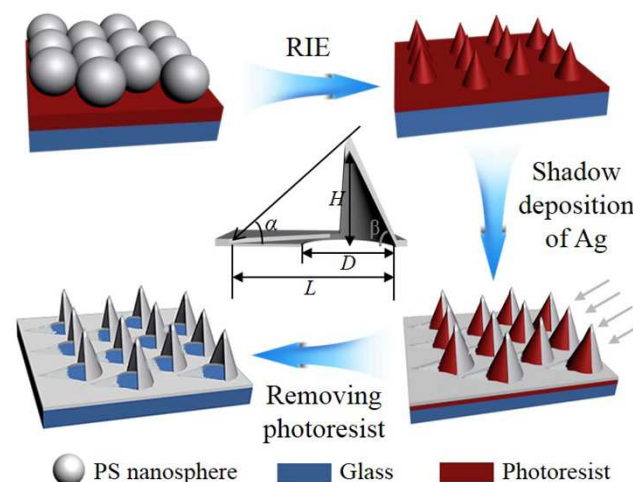 RIE
Shadow
deposition
of Ag
H
α
β
D
L
Removing
photoresist
PS nanosphere
Glass
Photoresist